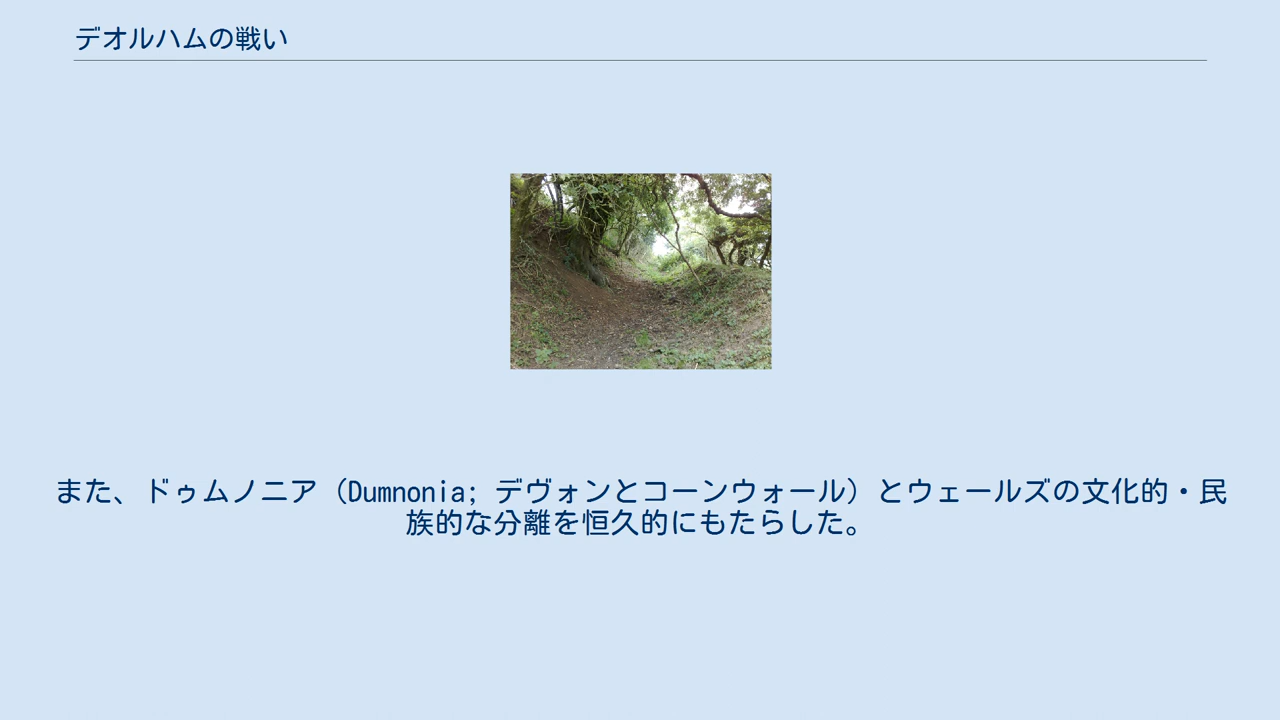 デオルハムの戦い
また、ドゥムノニア（Dumnonia; デヴォンとコーンウォール）とウェールズの文化的・民
族的な分離を恒久的にもたらした。